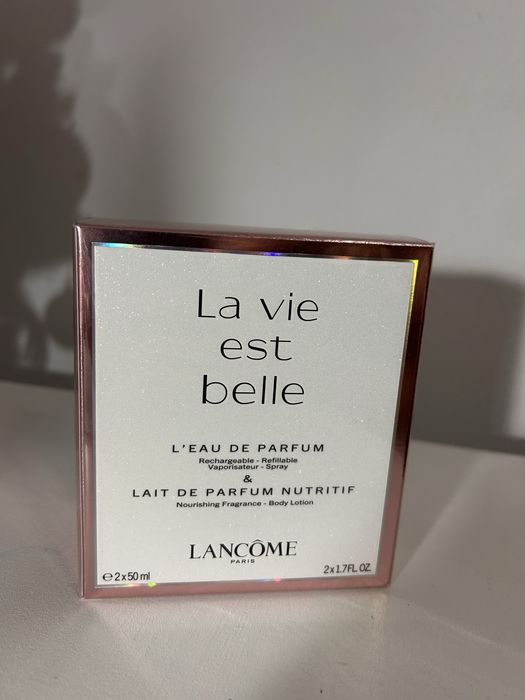 La vie
est
belle
L'EAU DE PARFUM
Rechargeable - Refillable
Vaporisateur - Spray
&
LAIT DE PARFUM NUTRITIF
Nourishing Fragrance - Body Lotion
LANCÔME
PARIS
℮ 2 x 50 ml
2 x 1.7 FL. OZ.